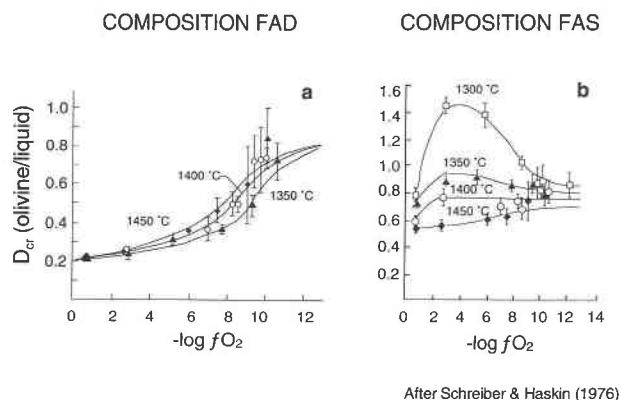 COMPOSITION FAD
COMPOSITION FAS
D_cr (olivine/liquid)
a
1.0
0.8
0.6
0.4
0.2
1400 °C
1450 °C
1350 °C
0 2 4 6 8 10 12
-log ƒO₂
b
1.6
1.4
1.2
1.0
0.8
0.6
0.4
0.2
1300 °C
1350 °C
1400 °C
1450 °C
0 2 4 6 8 10 12 14
-log ƒO₂
After Schreiber & Haskin (1976)